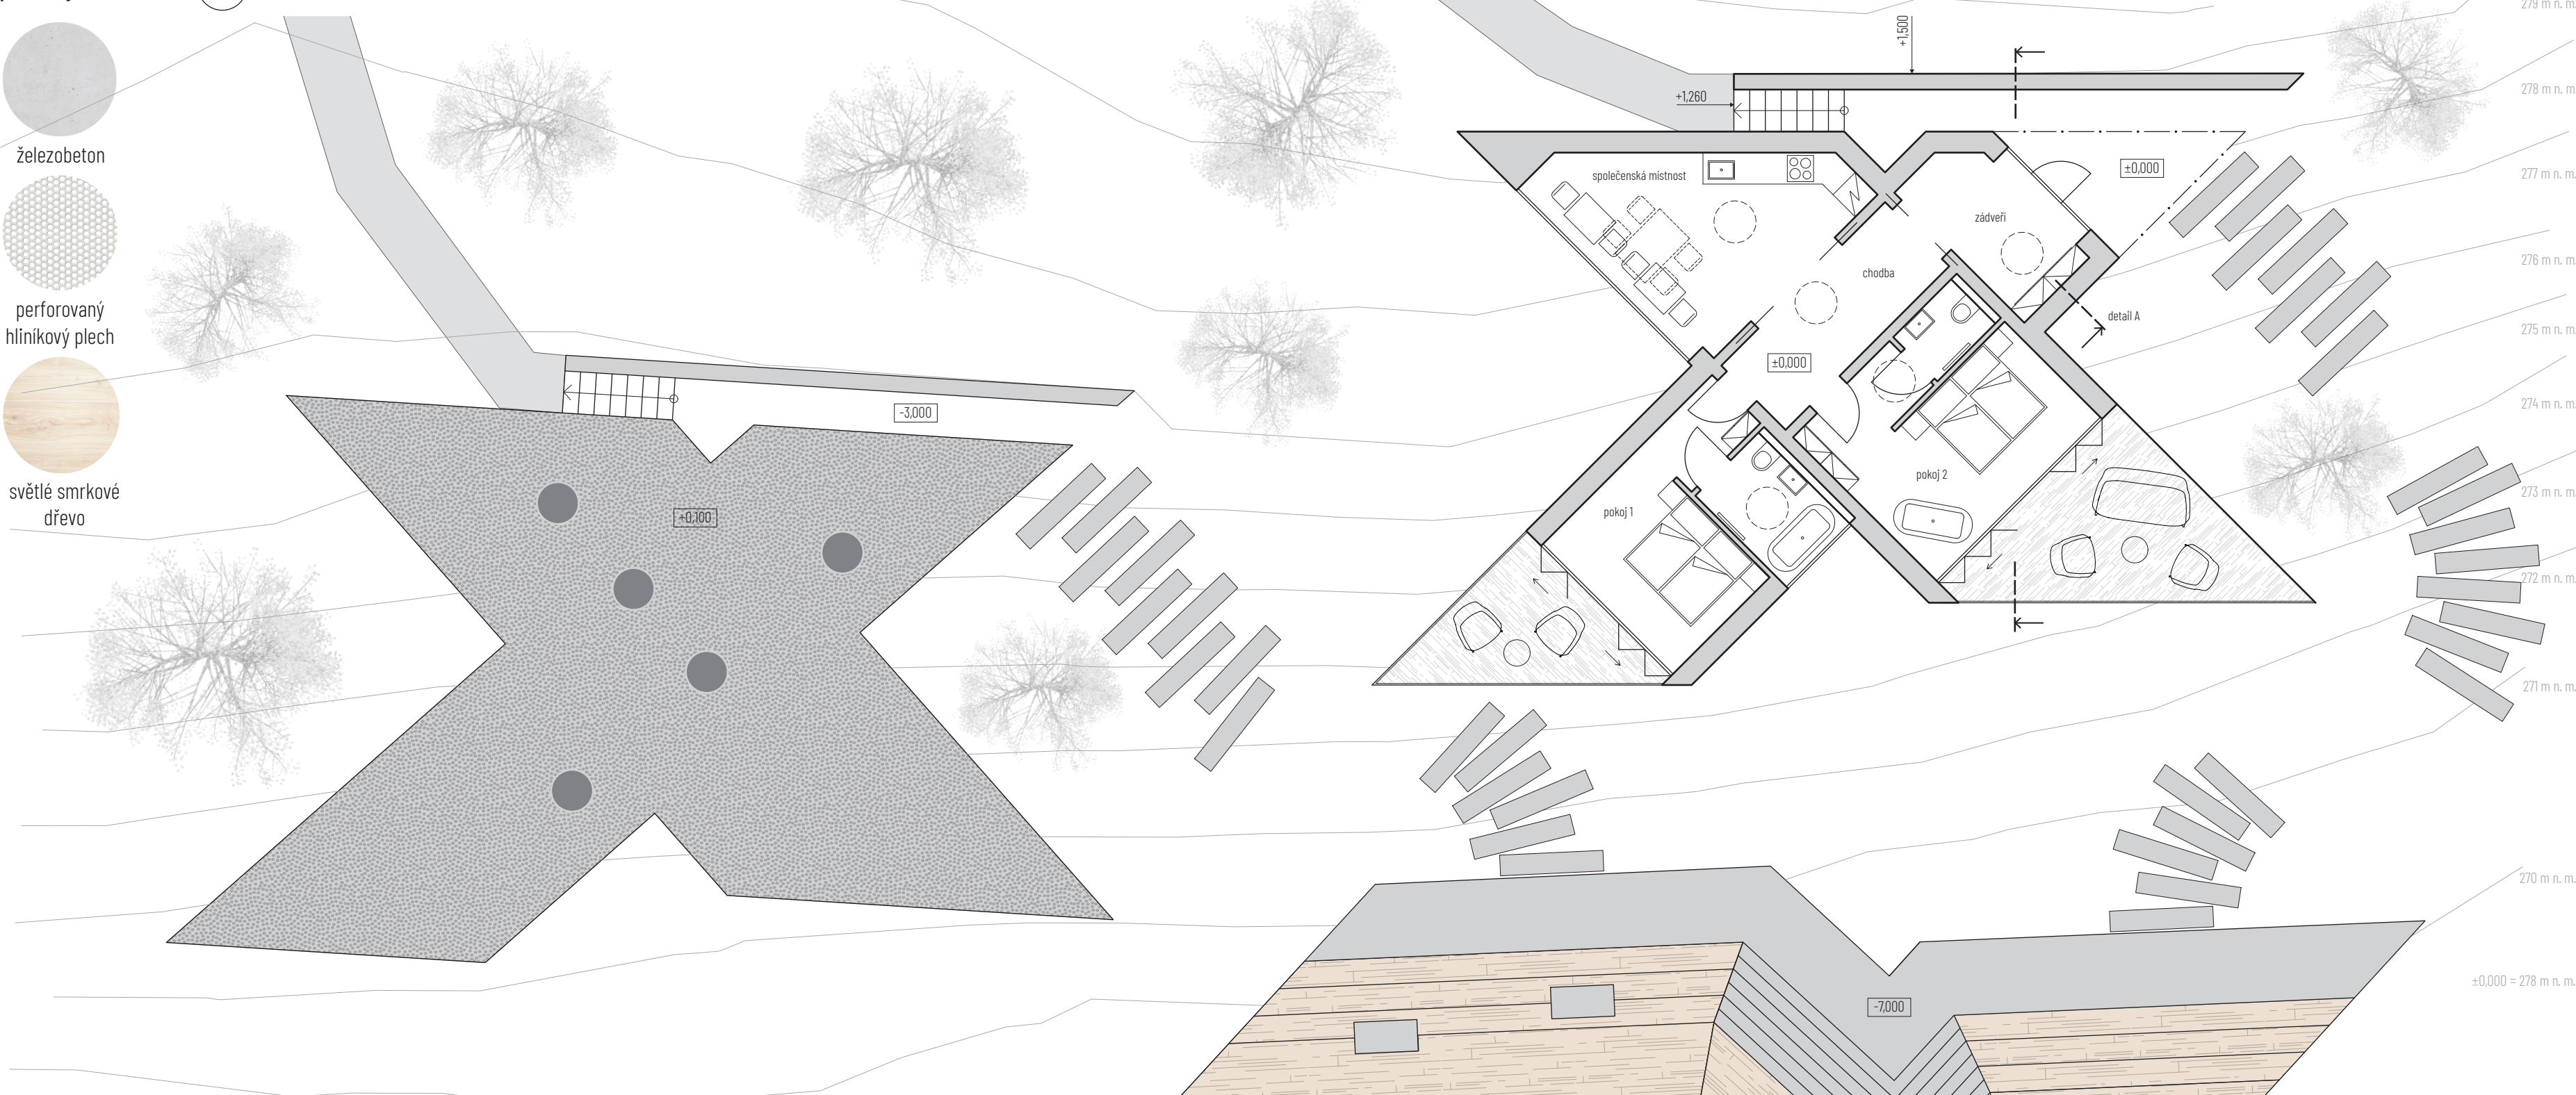 železobeton
perforovaný
hliníkový plech
světlé smrkové
dřevo
-3,000
+0,100
+1,500
+1,260
společenská místnost
zádveří
±0,000
chodba
±0,000
detail A
pokoj 1
pokoj 2
-7,000
279 m n. m.
278 m n. m.
277 m n. m.
276 m n. m.
275 m n. m.
274 m n. m.
273 m n. m.
272 m n. m.
271 m n. m.
270 m n. m.
±0,000 = 278 m n. m.